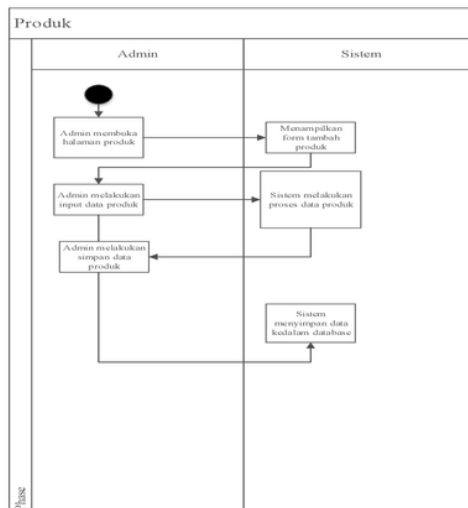 Produk
Admin
Sistem
Admin membuka
halaman produk
Menampilkan
form tambah
produk
Admin melakukan
input data produk
Sistem melakukan
proses data produk
Admin melakukan
simpan data
produk
Sistem
menyimpan data
kedalam database
Phase